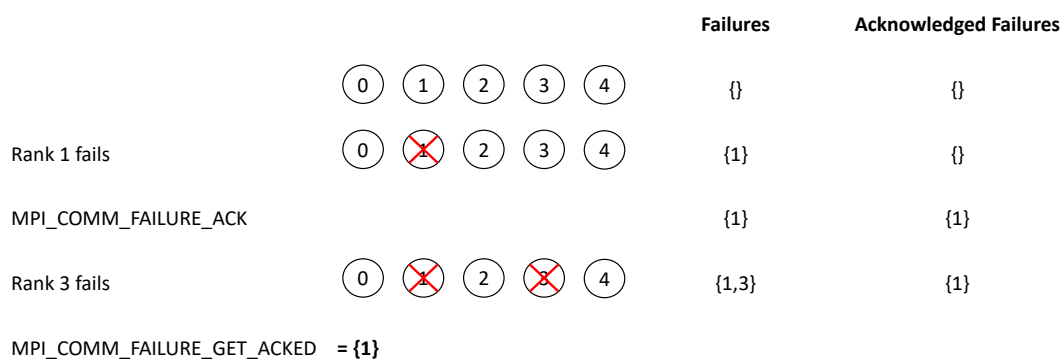 Failures Acknowledged Failures
0 1 2 3 4 {} {}
Rank 1 fails 0 1 2 3 4 {1} {}
MPI_COMM_FAILURE_ACK {1} {1}
Rank 3 fails 0 1 2 3 4 {1,3} {1}
MPI_COMM_FAILURE_GET_ACKED = {1}